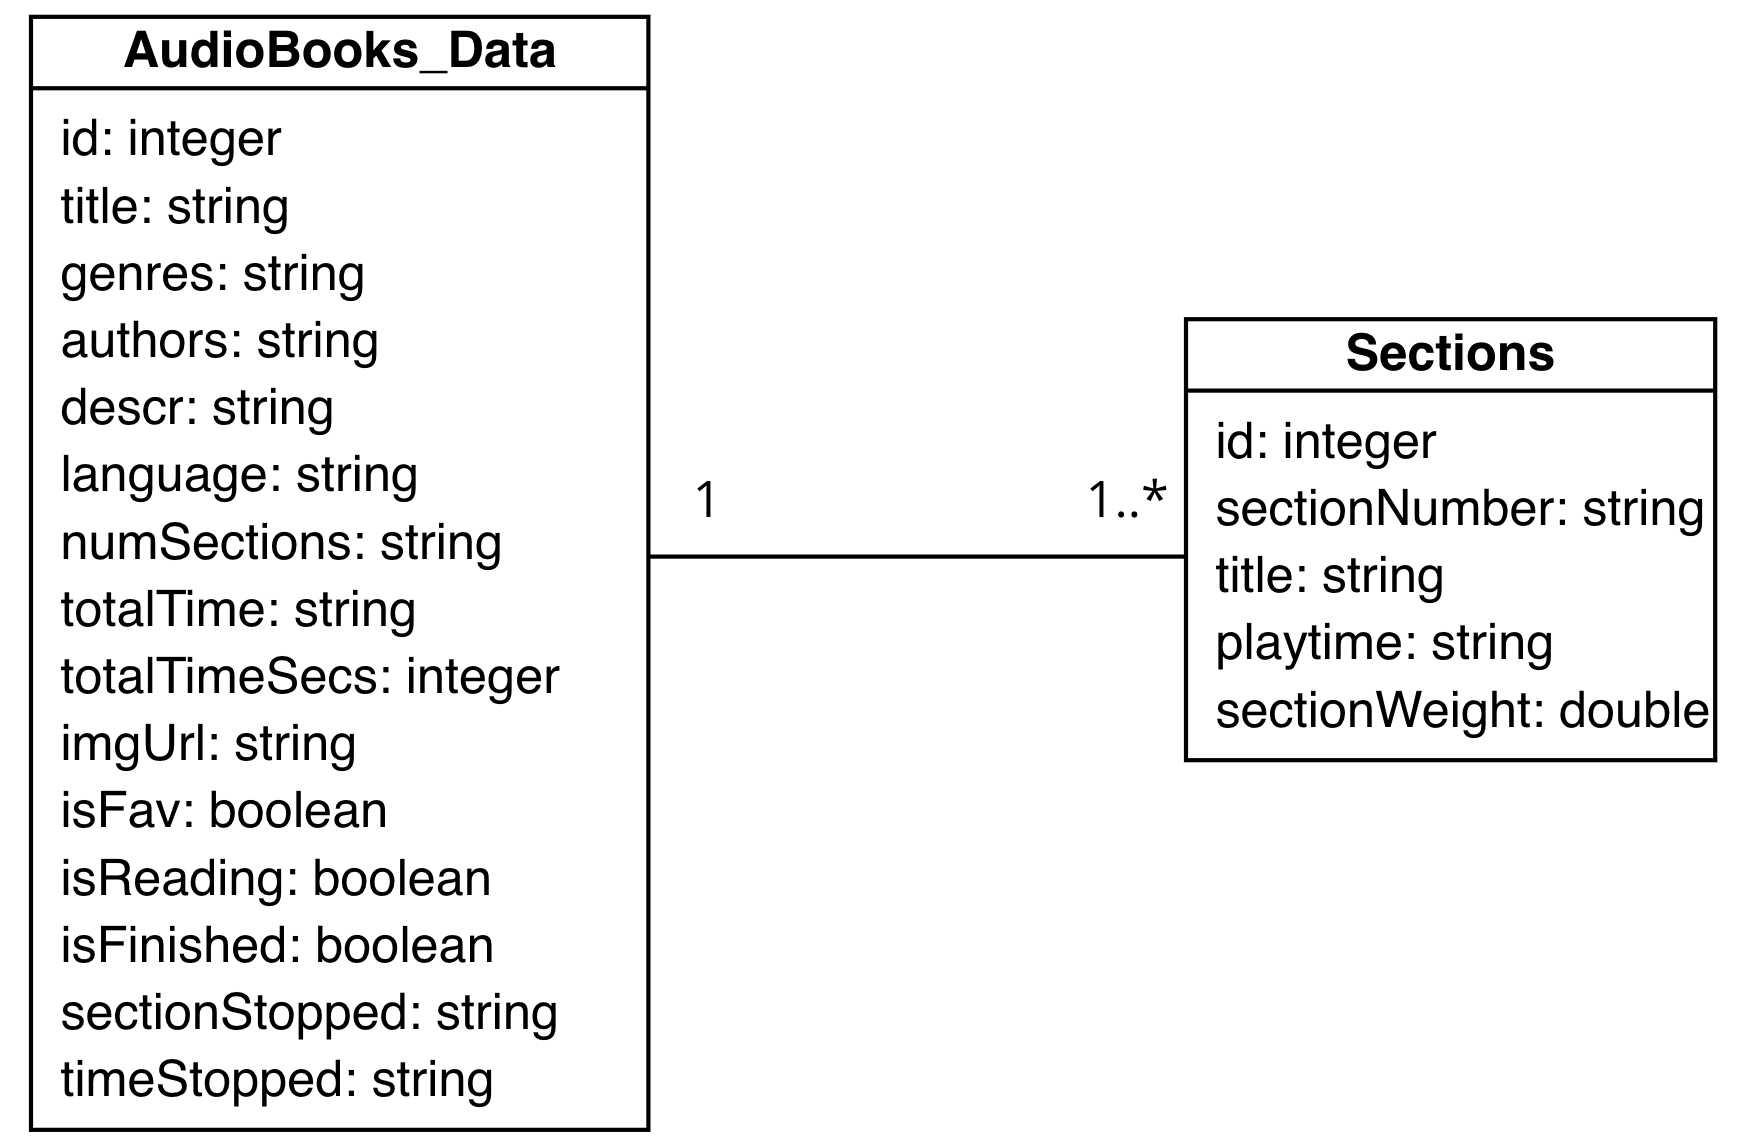 AudioBooks_Data
id: integer
title: string
genres: string
authors: string
descr: string
language: string
numSections: string
totalTime: string
totalTimeSecs: integer
imgUrl: string
isFav: boolean
isReading: boolean
isFinished: boolean
sectionStopped: string
timeStopped: string
1
1..*
Sections
id: integer
sectionNumber: string
title: string
playtime: string
sectionWeight: double